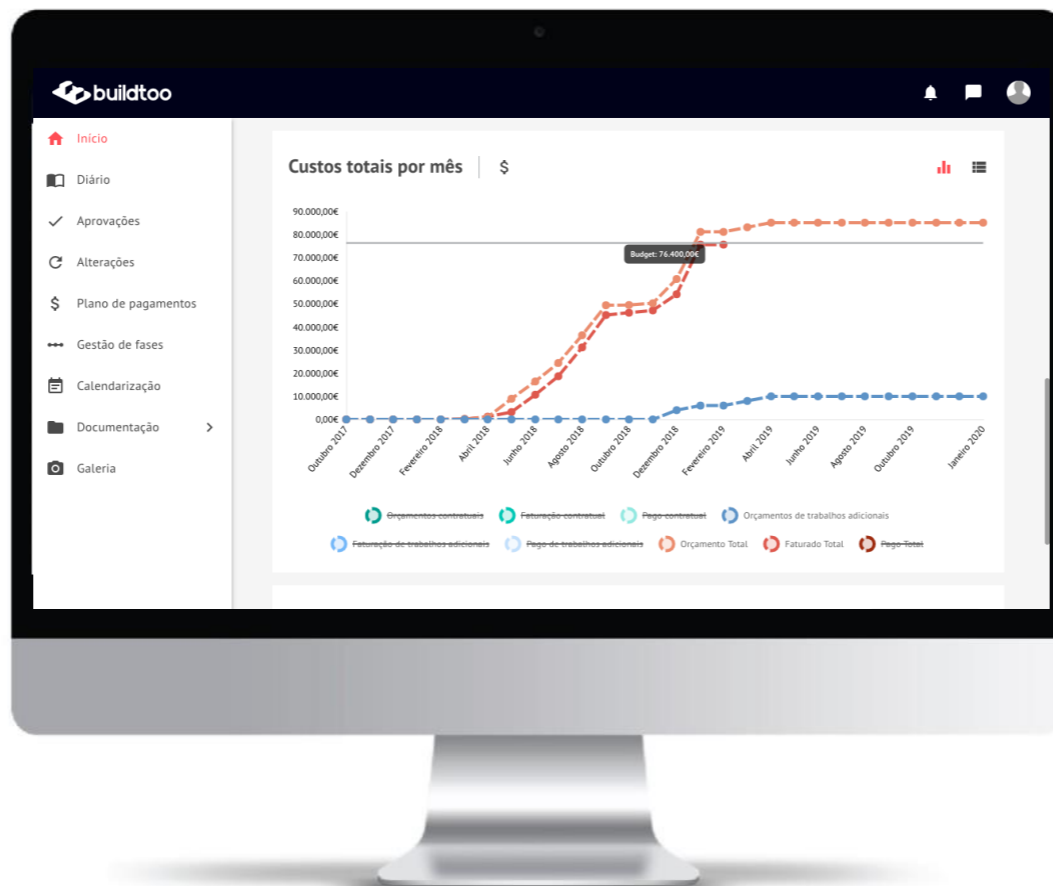 buildtoo
Início
Diário
Aprovações
Alterações
Plano de pagamentos
Gestão de fases
Calendarização
Documentação
Galeria
Custos totais por mês
90.000,00€
80.000,00€
70.000,00€
60.000,00€
50.000,00€
40.000,00€
30.000,00€
20.000,00€
10.000,00€
0,00€
Budget: 76.400,00€
Outubro 2017
Dezembro 2017
Fevereiro 2018
Abril 2018
Junho 2018
Agosto 2018
Outubro 2018
Dezembro 2018
Fevereiro 2019
Abril 2019
Junho 2019
Agosto 2019
Outubro 2019
Janeiro 2020
Orçamentos contratuais Faturação contratual Pago contratual Orçamentos de trabalhos adicionais
Faturação de trabalhos adicionais Pago de trabalhos adicionais Orçamento Total Faturado Total Pago Total